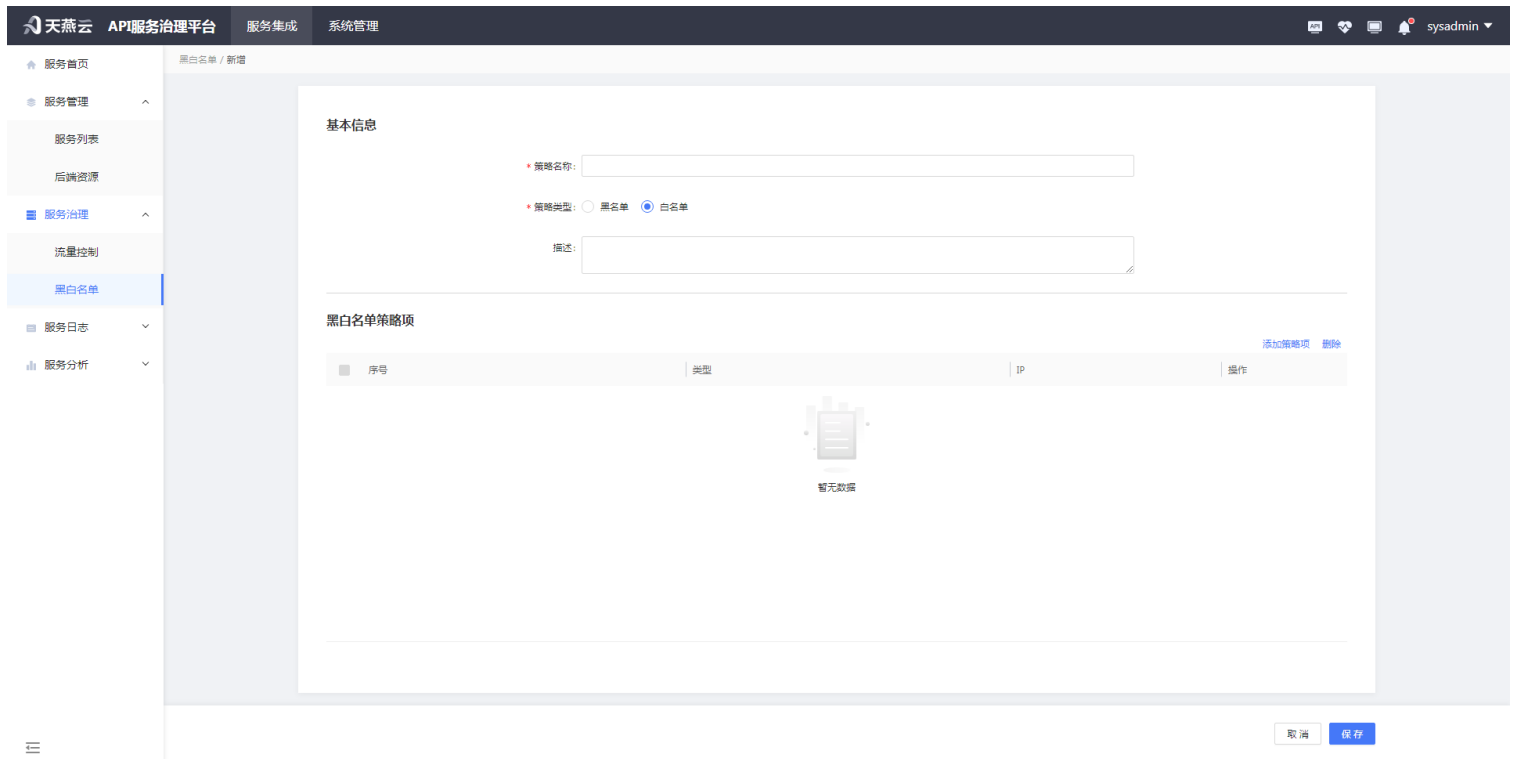 天燕云 API服务治理平台 服务集成 系统管理 API sysadmin
黑白名单 / 新增
服务首页
服务管理
服务列表
后端资源
服务治理
流量控制
黑白名单
服务日志
服务分析
基本信息
* 策略名称:
* 策略类型: 黑名单 白名单
描述:
黑白名单策略项
添加策略项 删除
序号 类型 IP 操作
暂无数据
取消 保存